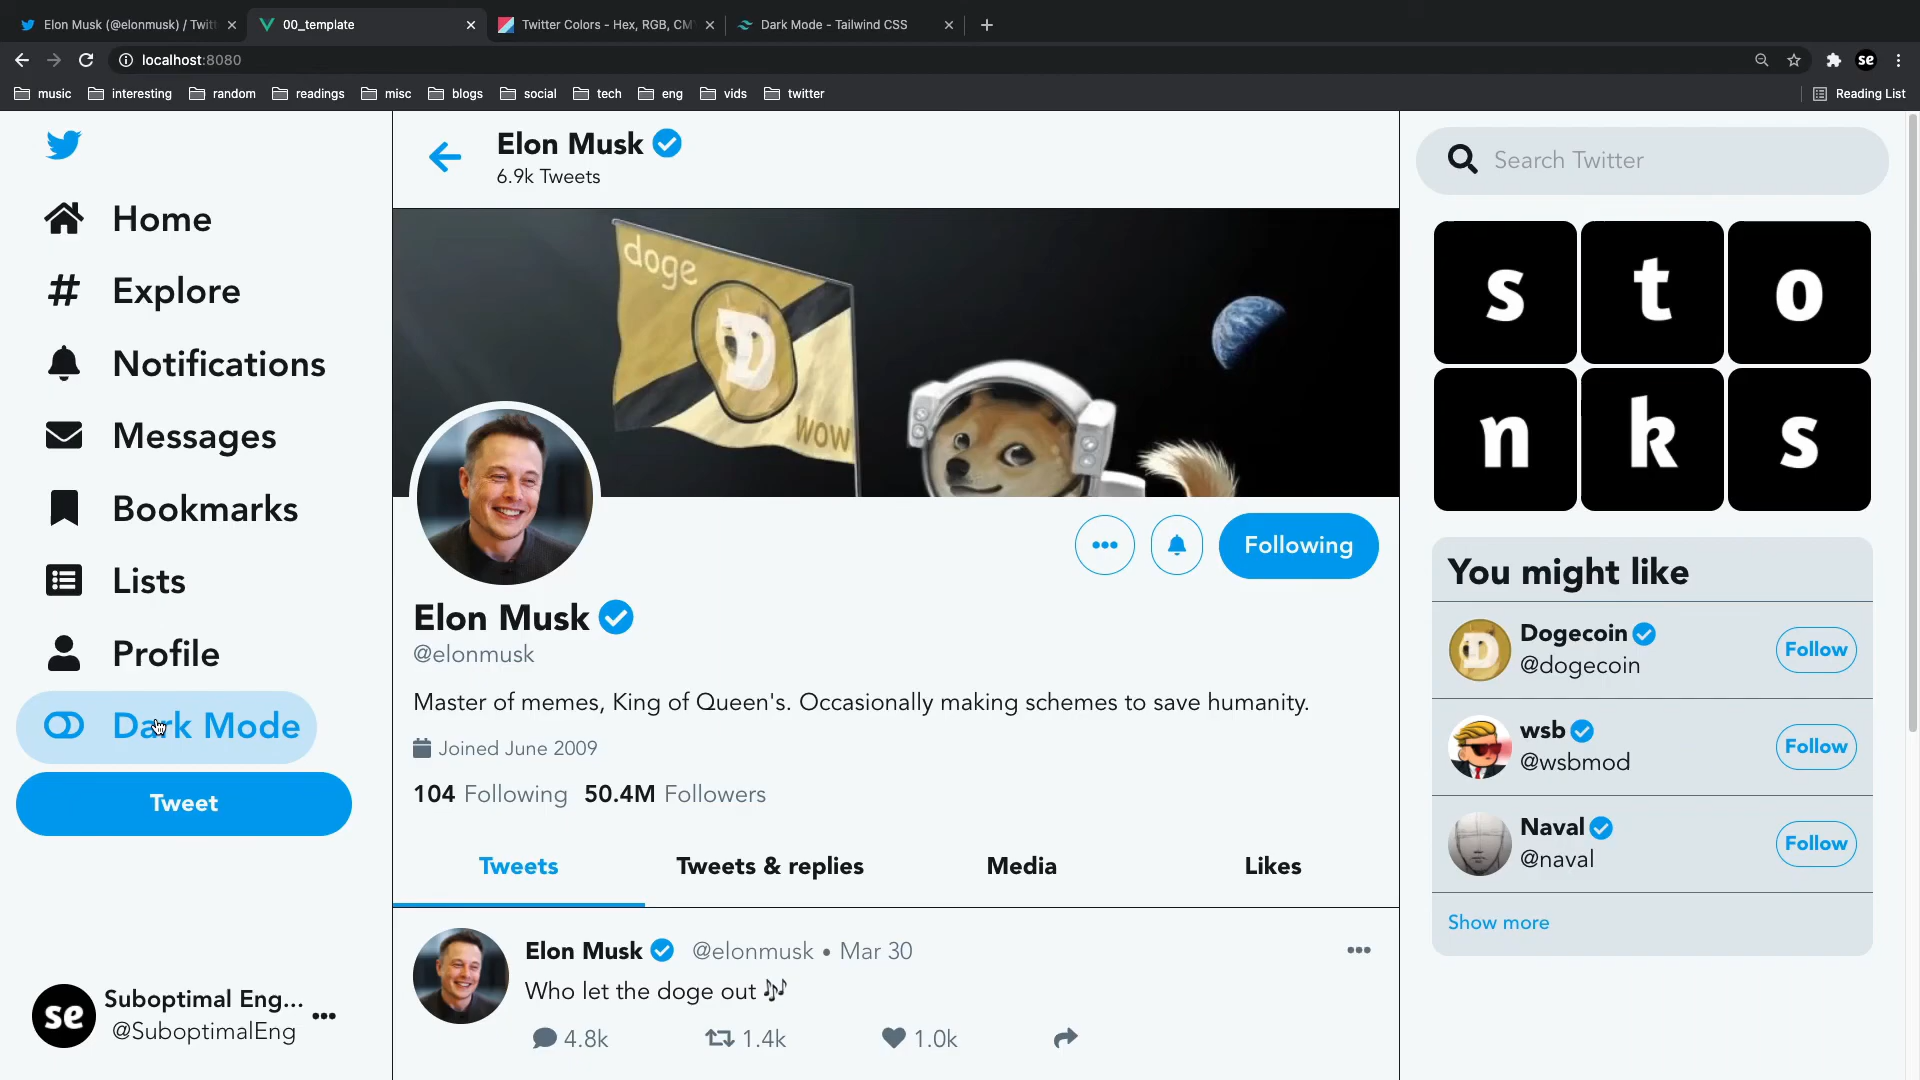 Elon Musk (@elonmusk) / Twitt
00_template
Twitter Colors - Hex, RGB, CM
Dark Mode - Tailwind CSS
localhost:8080
music
interesting
random
readings
misc
blogs
social
tech
eng
vids
twitter
Reading List
Home
Explore
Notifications
Messages
Bookmarks
Lists
Profile
Dark Mode
Tweet
se
Suboptimal Eng...
@SuboptimalEng
Elon Musk
6.9k Tweets
doge
wow
Following
Elon Musk
@elonmusk
Master of memes, King of Queen's. Occasionally making schemes to save humanity.
Joined June 2009
104 Following 50.4M Followers
Tweets
Tweets & replies
Media
Likes
Elon Musk @elonmusk • Mar 30
Who let the doge out 🎶
4.8k
1.4k
1.0k
Search Twitter
s t o
n k s
You might like
Dogecoin
@dogecoin
Follow
wsb
@wsbmod
Follow
Naval
@naval
Follow
Show more